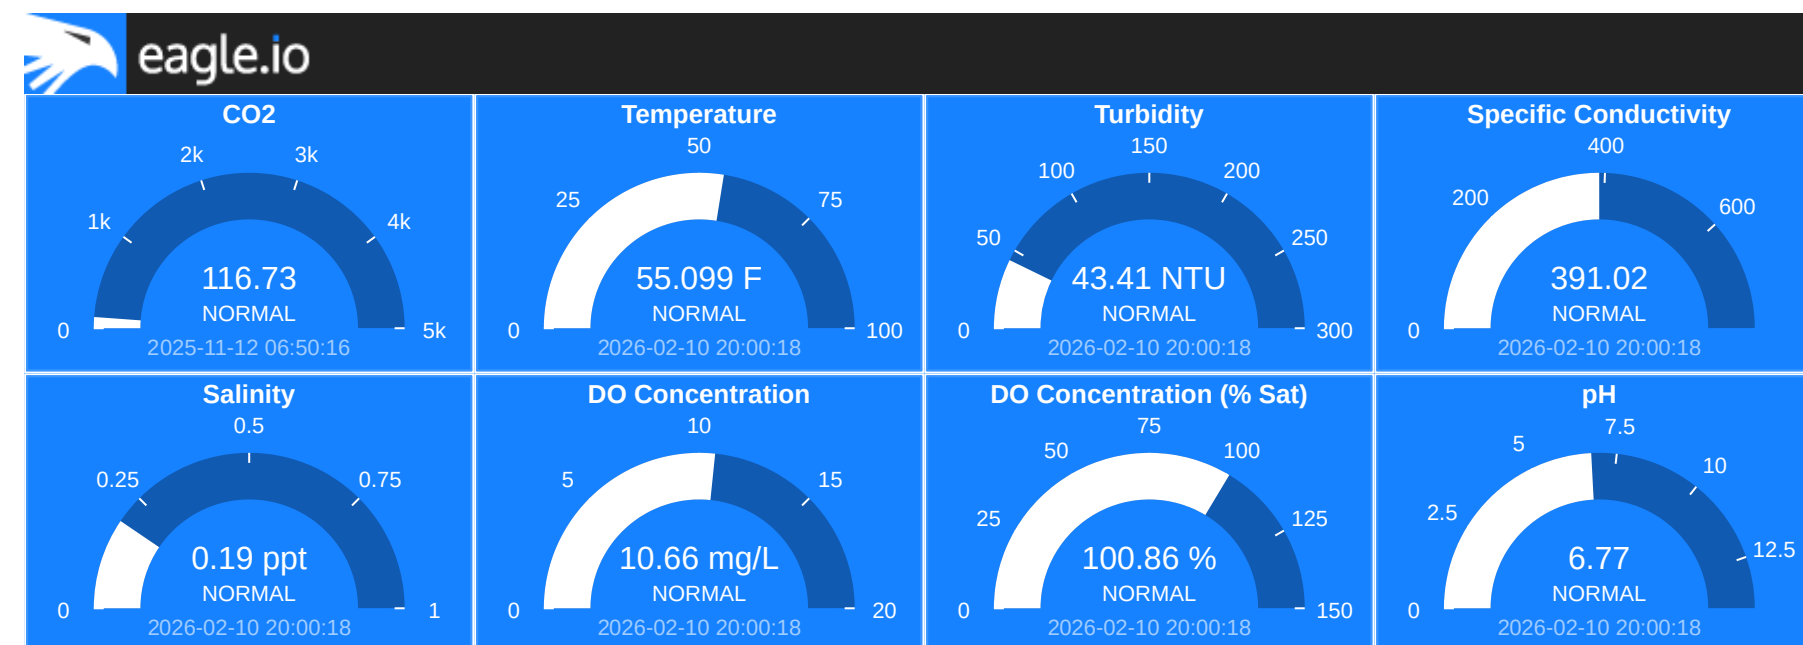 eagle.io
CO2
0
1k
2k
3k
4k
5k
116.73
NORMAL
2025-11-12 06:50:16
Temperature
0
25
50
75
100
55.099 F
NORMAL
2026-02-10 20:00:18
Turbidity
0
50
100
150
200
250
300
43.41 NTU
NORMAL
2026-02-10 20:00:18
Specific Conductivity
0
200
400
600
391.02
NORMAL
2026-02-10 20:00:18
Salinity
0
0.25
0.5
0.75
1
0.19 ppt
NORMAL
2026-02-10 20:00:18
DO Concentration
0
5
10
15
20
10.66 mg/L
NORMAL
2026-02-10 20:00:18
DO Concentration (% Sat)
0
25
50
75
100
125
150
100.86 %
NORMAL
2026-02-10 20:00:18
pH
0
2.5
5
7.5
10
12.5
6.77
NORMAL
2026-02-10 20:00:18